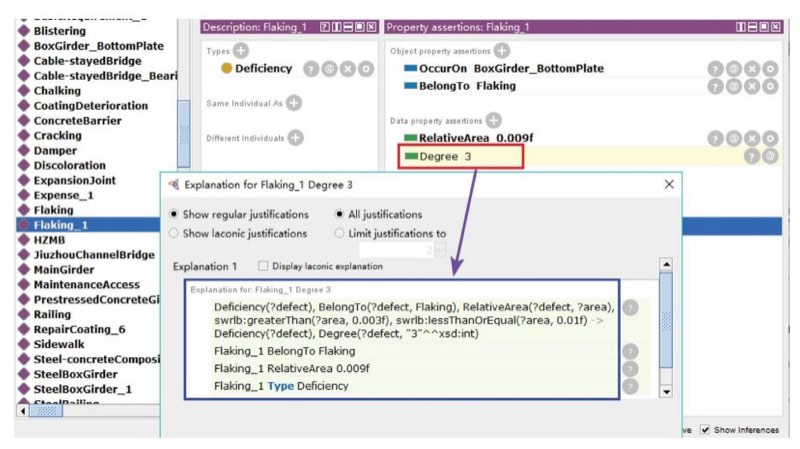 Blistering
BoxGirder_BottomPlate
Cable-stayedBridge
Cable-stayedBridge_Beari
Chalking
CoatingDeterioration
ConcreteBarrier
Cracking
Damper
Discoloration
ExpansionJoint
Expense_1
Flaking
Flaking_1
HZMB
JiuzhouChannelBridge
MainGirder
MaintenanceAccess
PrestressedConcreteGi
Railing
RepairCoating_6
Sidewalk
Steel-concreteComposi
SteelBoxGirder
SteelBoxGirder_1
SteelRailing
Description: Flaking_1
Types
Deficiency
Same Individual As
Different Individuals
Property assertions: Flaking_1
Object property assertions
OccurOn BoxGirder_BottomPlate
BelongTo Flaking
Data property assertions
RelativeArea 0.009f
Degree 3
Explanation for Flaking_1 Degree 3
Show regular justifications
All justifications
Show laconic justifications
Limit justifications to
2
Explanation 1
Display laconic explanation
Explanation for: Flaking_1 Degree 3
Deficiency(?defect), BelongTo(?defect, Flaking), RelativeArea(?defect, ?area),
swrlb:greaterThan(?area, 0.003f), swrlb:lessThanOrEqual(?area, 0.01f) ->
Deficiency(?defect), Degree(?defect, "3"^^xsd:int)
Flaking_1 BelongTo Flaking
Flaking_1 RelativeArea 0.009f
Flaking_1 Type Deficiency
ve
Show Inferences